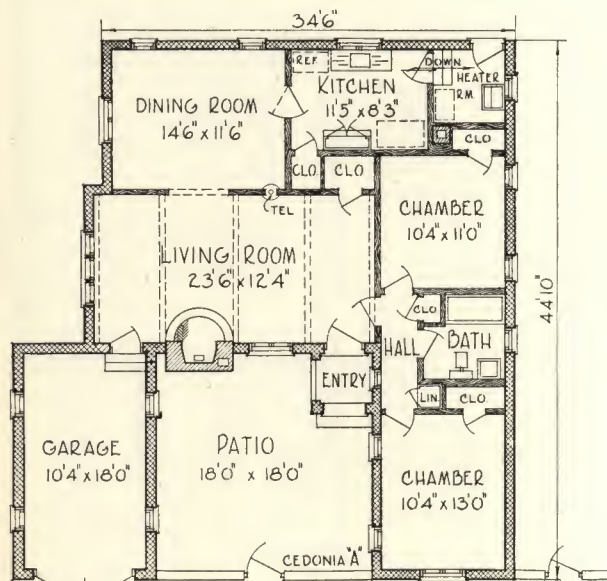 34'6"
REF.
DOWN
KITCHEN
11'5" x 8'3"
HEATER
RM.
DINING ROOM
14'6" x 11'6"
CLO.
CLO.
CLO.
TEL
CHAMBER
10'4" x 11'0"
LIVING ROOM
23'6" x 12'4"
44'10"
CLO
HALL
BATH
ENTRY
LIN.
CLO.
GARAGE
10'4" x 18'0"
PATIO
18'0" x 18'0"
CHAMBER
10'4" x 13'0"
CEDONIA "A"